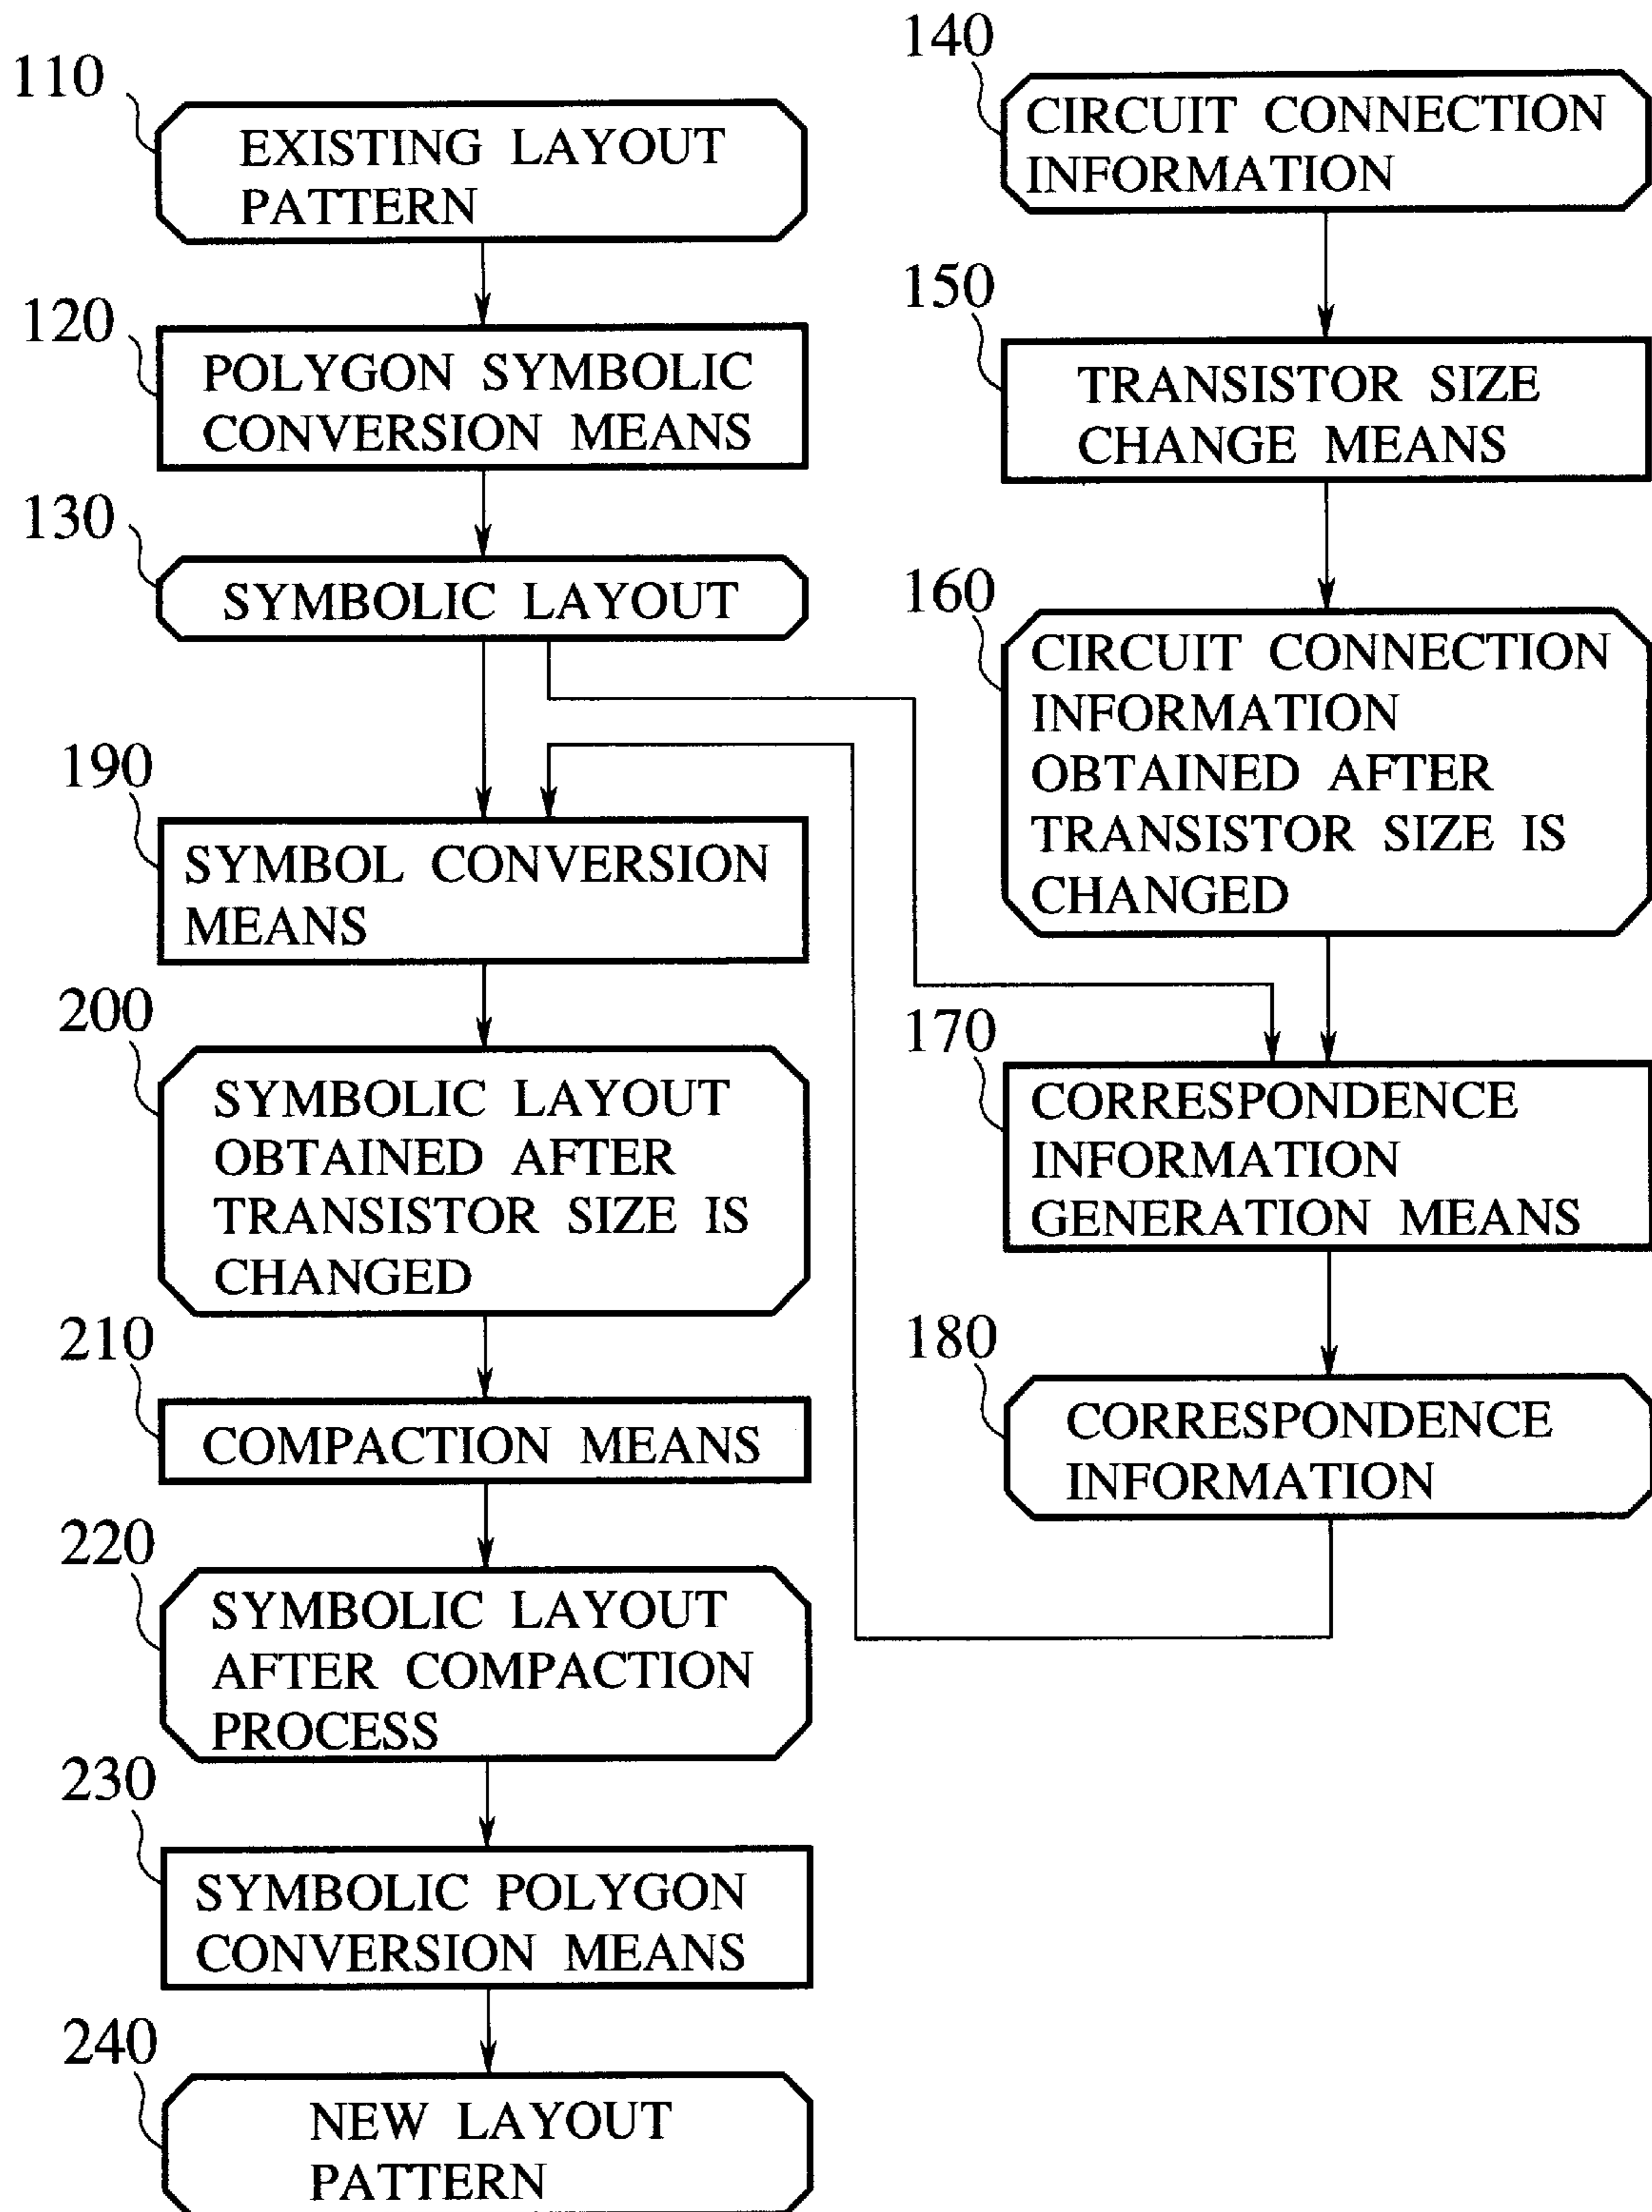 110
EXISTING LAYOUT
PATTERN
120
POLYGON SYMBOLIC
CONVERSION MEANS
130
SYMBOLIC LAYOUT
190
SYMBOL CONVERSION
MEANS
200
SYMBOLIC LAYOUT
OBTAINED AFTER
TRANSISTOR SIZE IS
CHANGED
210
COMPACTION MEANS
220
SYMBOLIC LAYOUT
AFTER COMPACTION
PROCESS
230
SYMBOLIC POLYGON
CONVERSION MEANS
240
NEW LAYOUT
PATTERN
140
CIRCUIT CONNECTION
INFORMATION
150
TRANSISTOR SIZE
CHANGE MEANS
160
CIRCUIT CONNECTION
INFORMATION
OBTAINED AFTER
TRANSISTOR SIZE IS
CHANGED
170
CORRESPONDENCE
INFORMATION
GENERATION MEANS
180
CORRESPONDENCE
INFORMATION